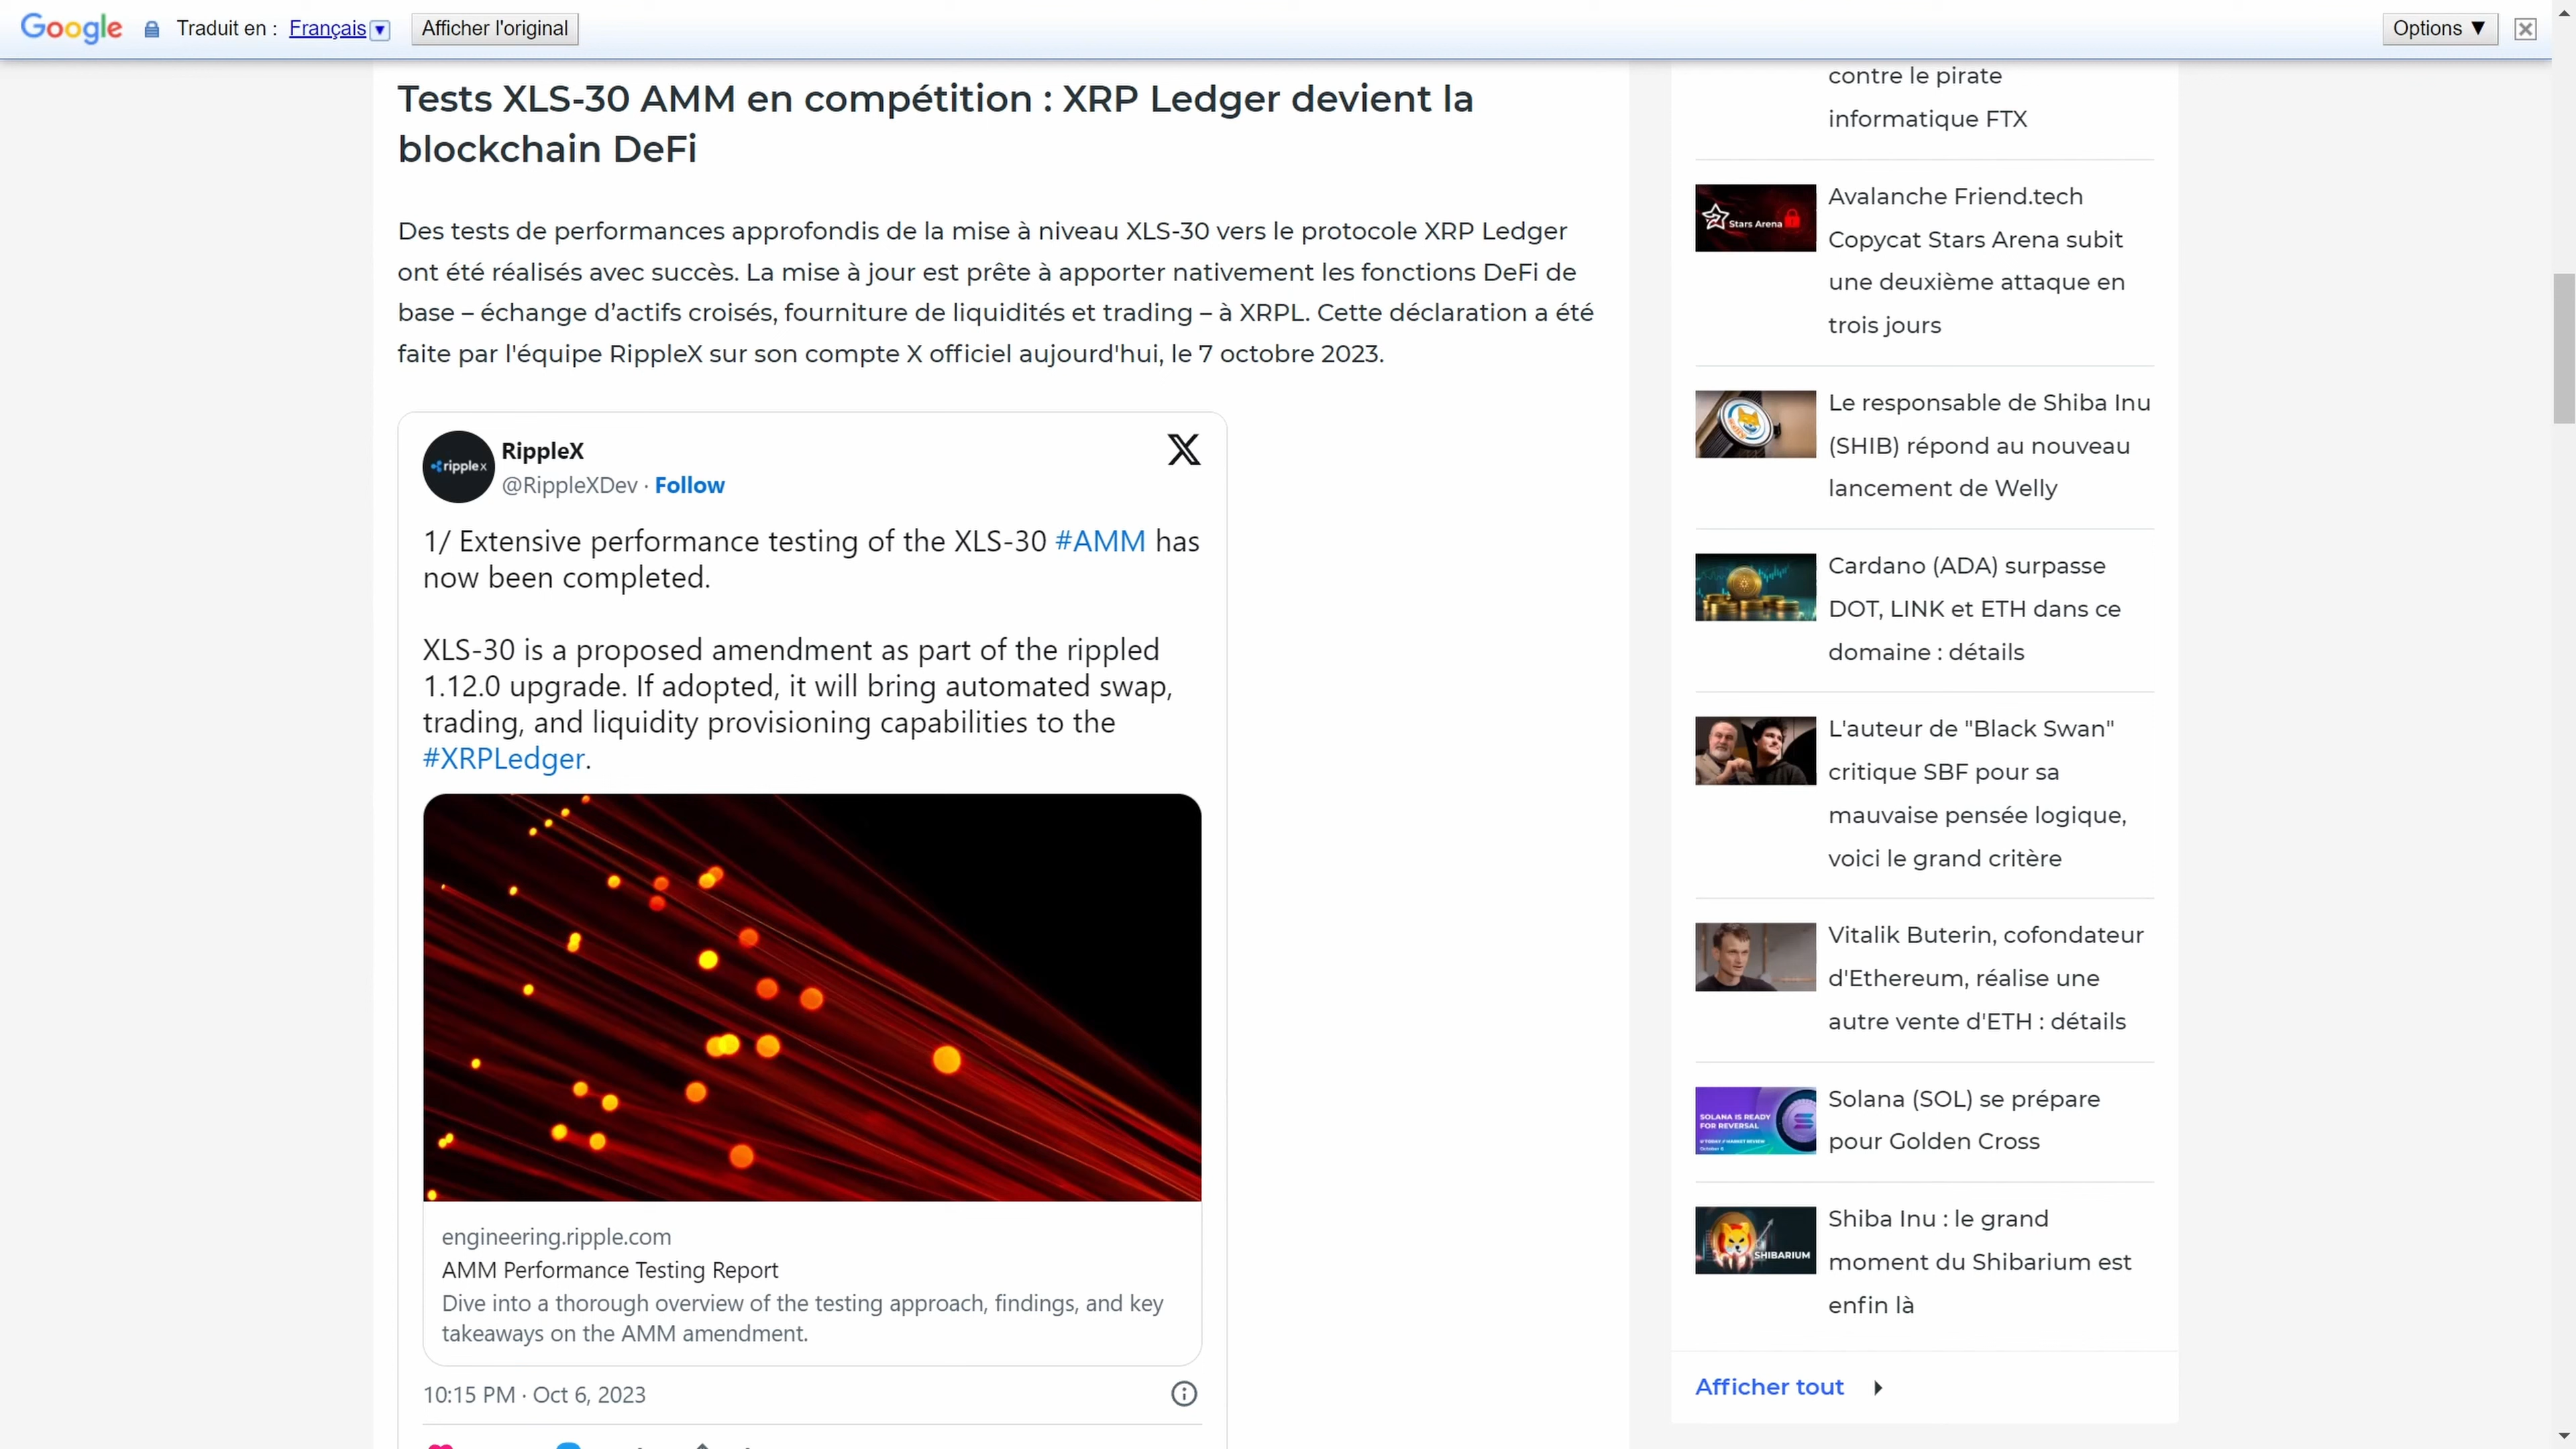 Google
Traduit en : Français ▼
Afficher l'original
Options ▼
Tests XLS-30 AMM en compétition : XRP Ledger devient la
blockchain DeFi
Des tests de performances approfondis de la mise à niveau XLS-30 vers le protocole XRP Ledger
ont été réalisés avec succès. La mise à jour est prête à apporter nativement les fonctions DeFi de
base – échange d’actifs croisés, fourniture de liquidités et trading – à XRPL. Cette déclaration a été
faite par l'équipe RippleX sur son compte X officiel aujourd'hui, le 7 octobre 2023.
ripple x
RippleX
@RippleXDev · Follow
1/ Extensive performance testing of the XLS-30 #AMM has
now been completed.
XLS-30 is a proposed amendment as part of the rippled
1.12.0 upgrade. If adopted, it will bring automated swap,
trading, and liquidity provisioning capabilities to the
#XRPLedger.
engineering.ripple.com
AMM Performance Testing Report
Dive into a thorough overview of the testing approach, findings, and key
takeaways on the AMM amendment.
10:15 PM · Oct 6, 2023
contre le pirate
informatique FTX
Stars Arena
Avalanche Friend.tech
Copycat Stars Arena subit
une deuxième attaque en
trois jours
Le responsable de Shiba Inu
(SHIB) répond au nouveau
lancement de Welly
Cardano (ADA) surpasse
DOT, LINK et ETH dans ce
domaine : détails
L'auteur de "Black Swan"
critique SBF pour sa
mauvaise pensée logique,
voici le grand critère
Vitalik Buterin, cofondateur
d'Ethereum, réalise une
autre vente d'ETH : détails
SOLANA IS READY
FOR REVERSAL
Solana (SOL) se prépare
pour Golden Cross
SHIBARIUM
Shiba Inu : le grand
moment du Shibarium est
enfin là
Afficher tout